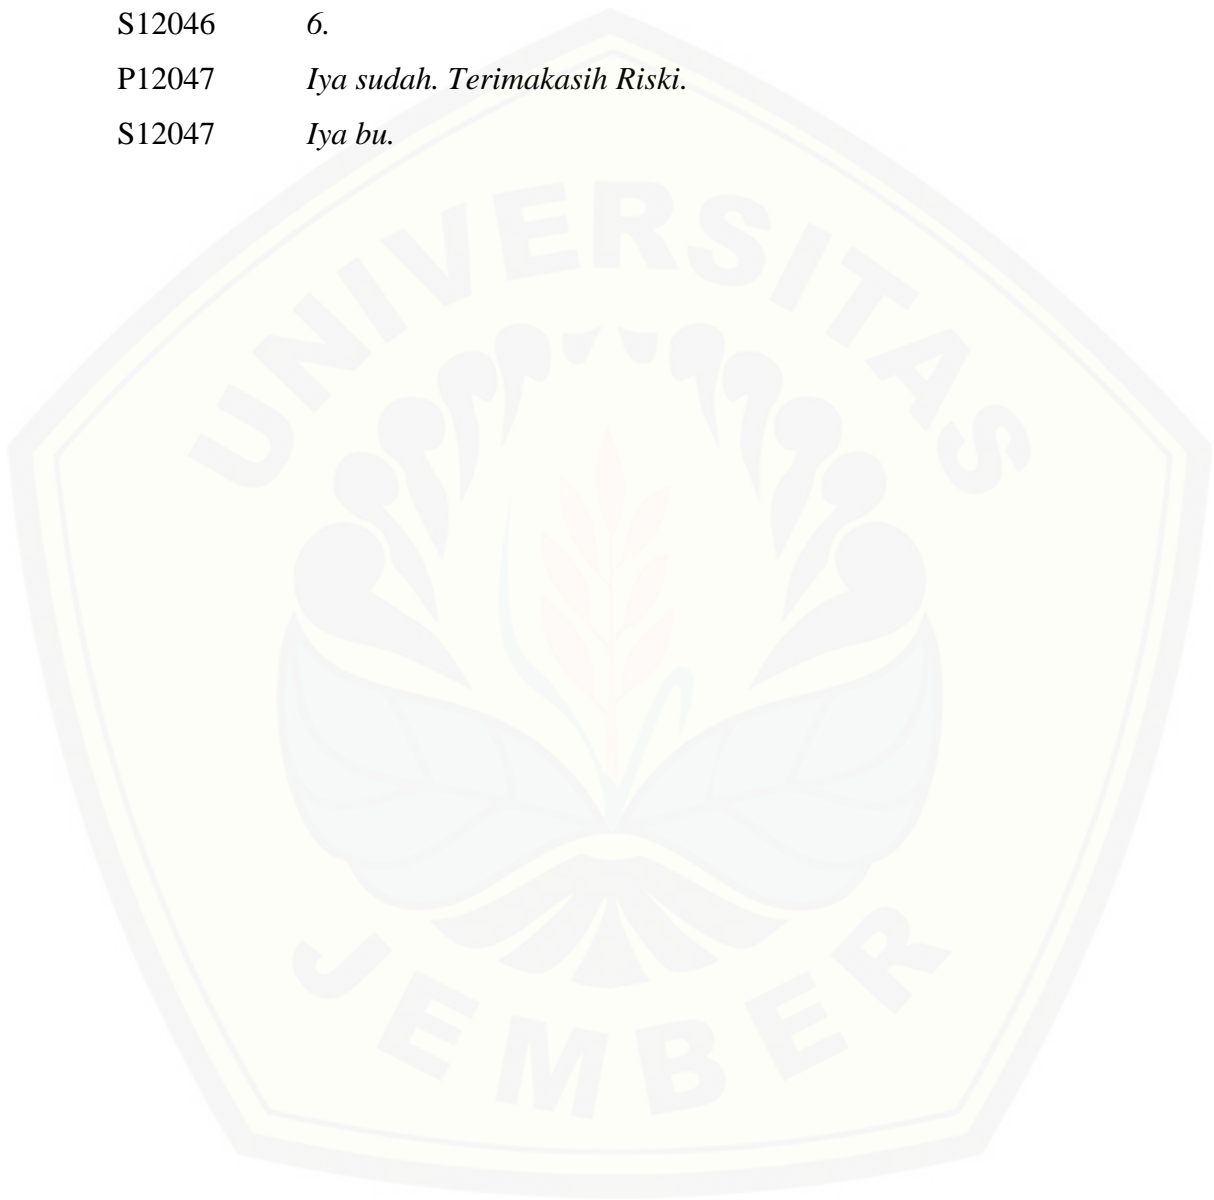 S12046 6.
P12047 Iya sudah. Terimakasih Riski.
S12047 Iya bu.
UNIVERSITAS
JEMBER